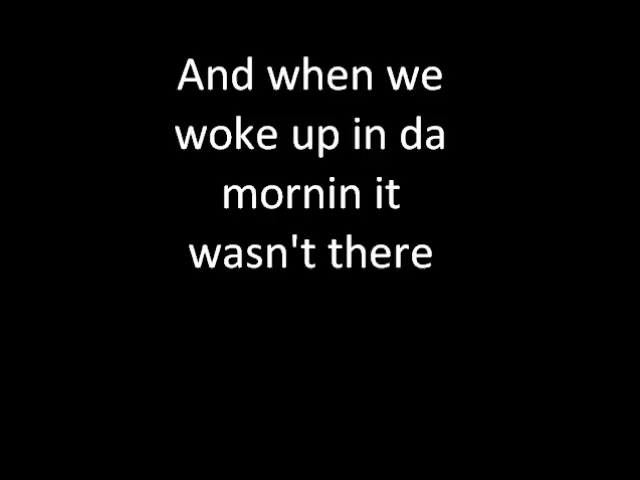 And when we
woke up in da
mornin it
wasn't there